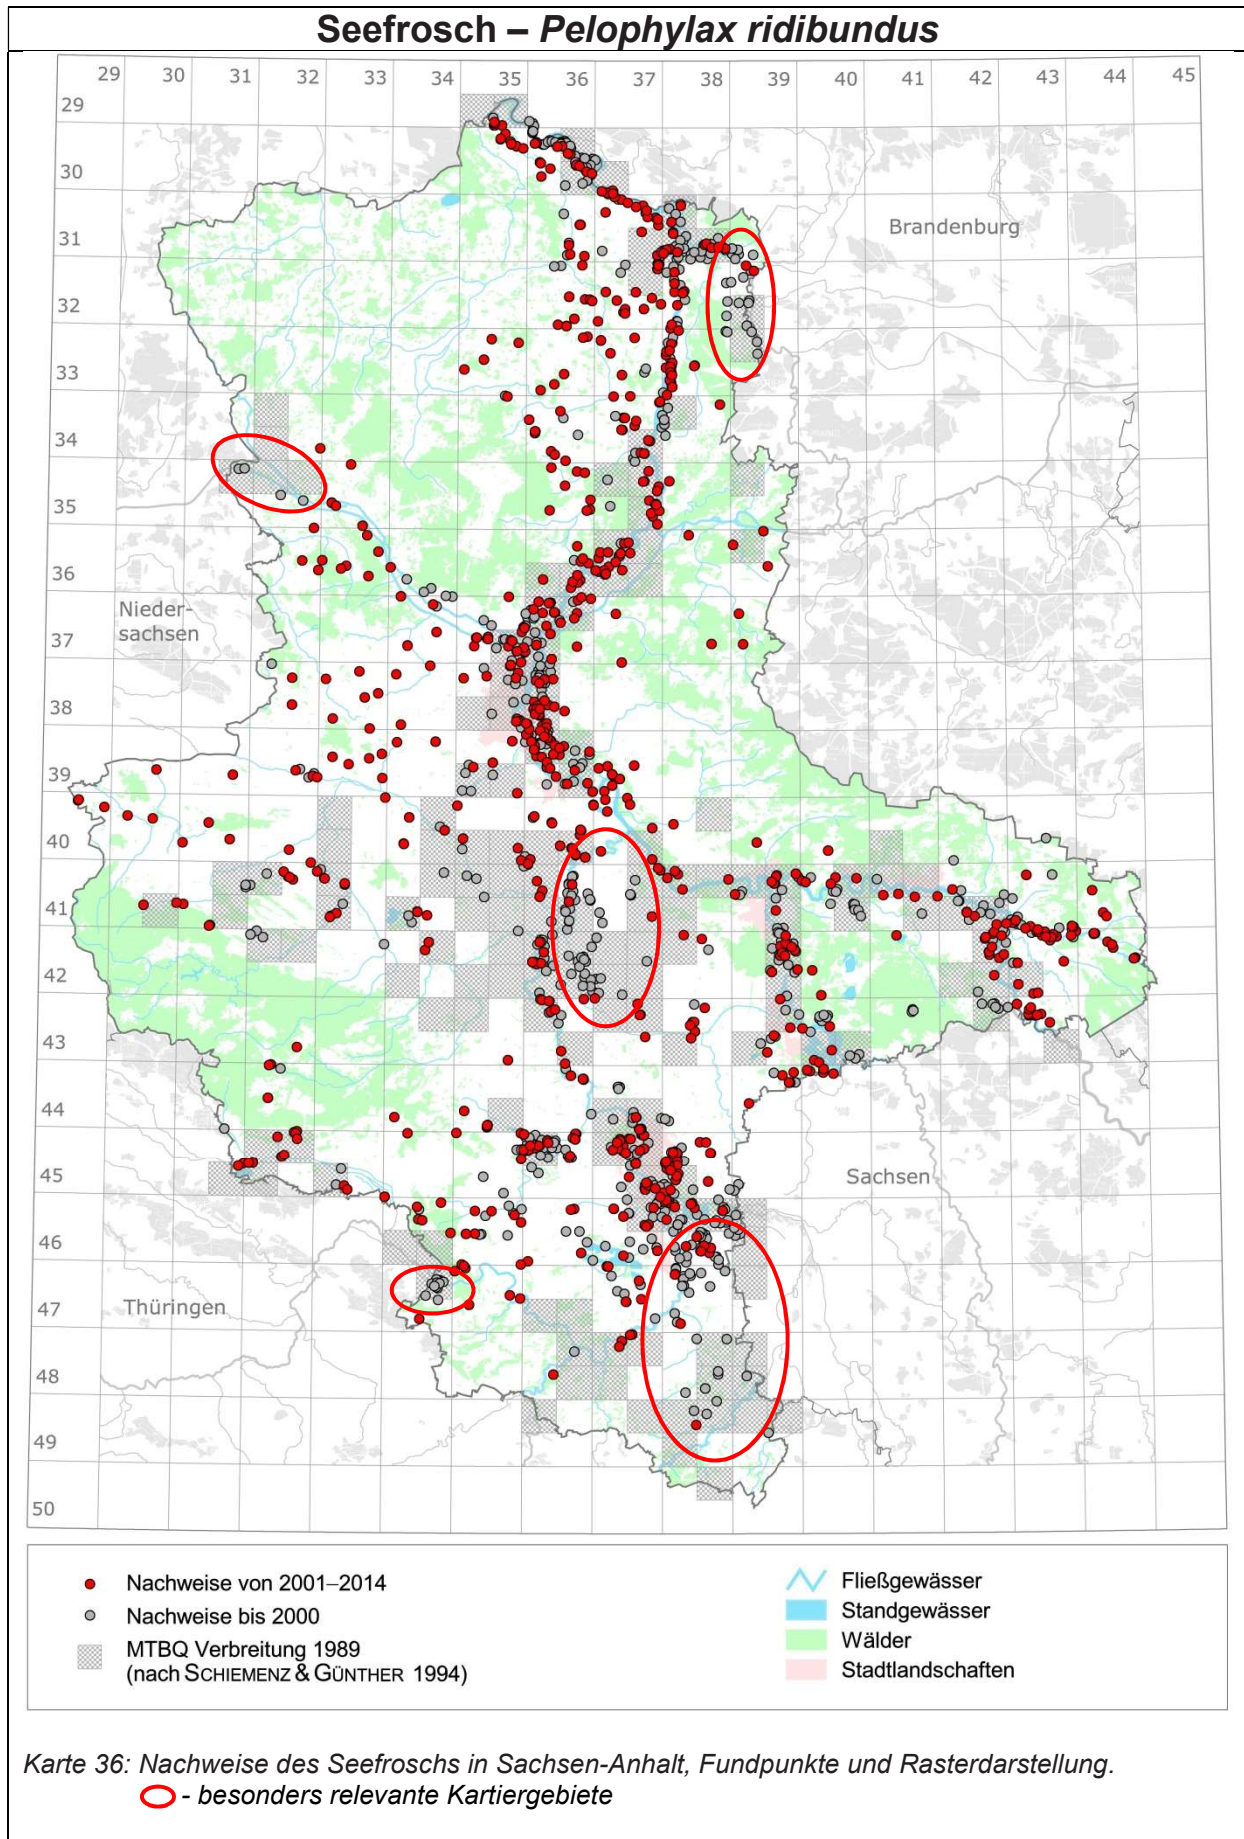 Seefrosch – Pelophylax ridibundus
29 30 31 32 33 34 35 36 37 38 39 40 41 42 43 44 45
29
30
31
Brandenburg
32
33
34
35
36
Nieder-
sachsen
37
38
39
40
41
42
43
44
45
Sachsen
46
Thüringen
47
48
49
50
Nachweise von 2001–2014
Nachweise bis 2000
MTBQ Verbreitung 1989
(nach SCHIEMENZ & GÜNTHER 1994)
Fließgewässer
Standgewässer
Wälder
Stadtlandschaften
Karte 36: Nachweise des Seefroschs in Sachsen-Anhalt, Fundpunkte und Rasterdarstellung.
- besonders relevante Kartiergebiete